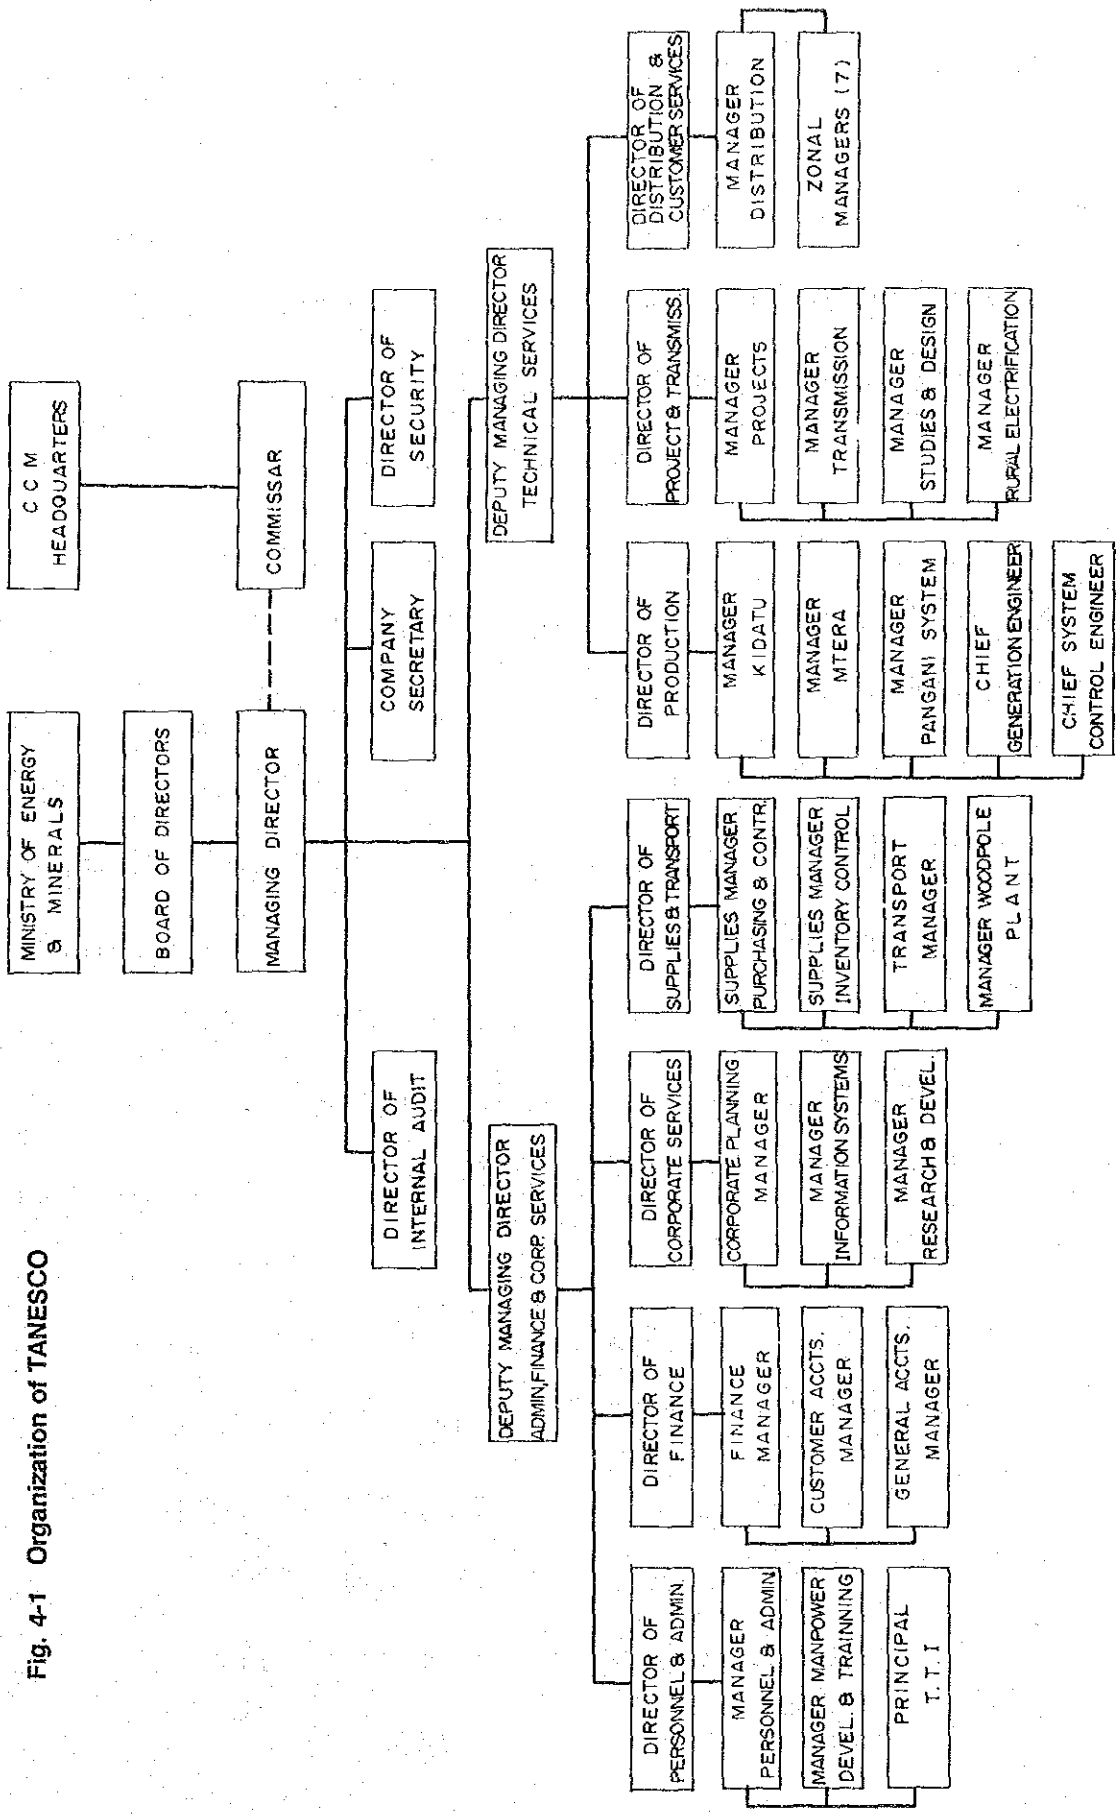 Fig. 4-1 Organization of TANESCO
MINISTRY OF ENERGY
& MINERALS
C C M
HEADQUARTERS
BOARD OF DIRECTORS
MANAGING DIRECTOR
COMMISSAR
DIRECTOR OF
INTERNAL AUDIT
COMPANY
SECRETARY
DIRECTOR OF
SECURITY
DEPUTY MANAGING DIRECTOR
ADMIN, FINANCE & CORP. SERVICES
DEPUTY MANAGING DIRECTOR
TECHNICAL SERVICES
DIRECTOR OF
PERSONNEL & ADMIN.
MANAGER
PERSONNEL & ADMIN
MANAGER MANPOWER
DEVEL. & TRAINNING
PRINCIPAL
T. T. I
DIRECTOR OF
FINANCE
FINANCE
MANAGER
CUSTOMER ACCTS.
MANAGER
GENERAL ACCTS.
MANAGER
DIRECTOR OF
CORPORATE SERVICES
CORPORATE PLANNING
MANAGER
MANAGER
INFORMATION SYSTEMS
MANAGER
RESEARCH & DEVEL.
DIRECTOR OF
SUPPLIES & TRANSPORT
SUPPLIES MANAGER
PURCHASING & CONTR.
SUPPLIES MANAGER
INVENTORY CONTROL
TRANSPORT
MANAGER
MANAGER WOODPOLE
PLANT
DIRECTOR OF
PRODUCTION
MANAGER
KIDATU
MANAGER
MTERA
MANAGER
PANGANI SYSTEM
CHIEF
GENERATION ENGINEER
CHIEF SYSTEM
CONTROL ENGINEER
DIRECTOR OF
PROJECT & TRANSMISS.
MANAGER
PROJECTS
MANAGER
TRANSMISSION
MANAGER
STUDIES & DESIGN
MANAGER
RURAL ELECTRIFICATION
DIRECTOR OF
DISTRIBUTION &
CUSTOMER SERVICES
MANAGER
DISTRIBUTION
ZONAL
MANAGERS (7)